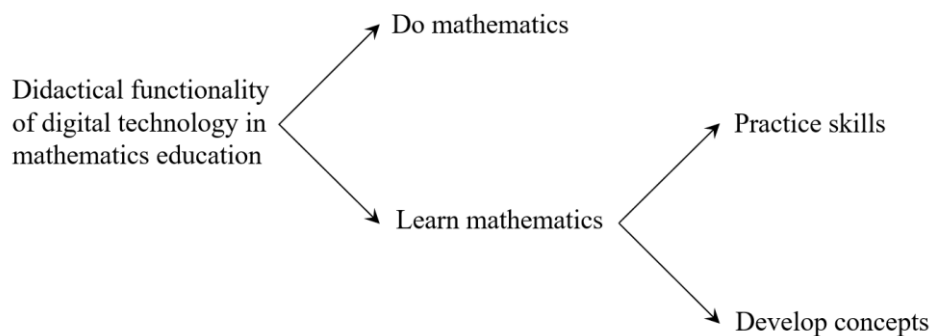 Do mathematics
Didactical functionality
of digital technology in
mathematics education
Practice skills
Learn mathematics
Develop concepts